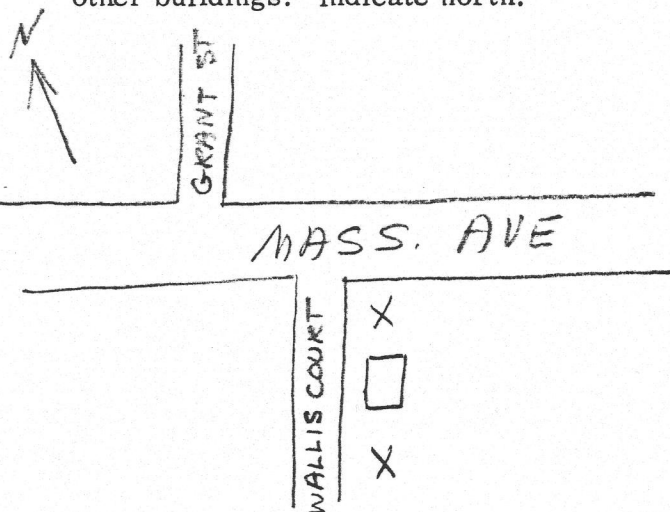 other buildings. Indicate north.
N
GRANT ST
MASS. AVE
WALLIS COURT
X
X